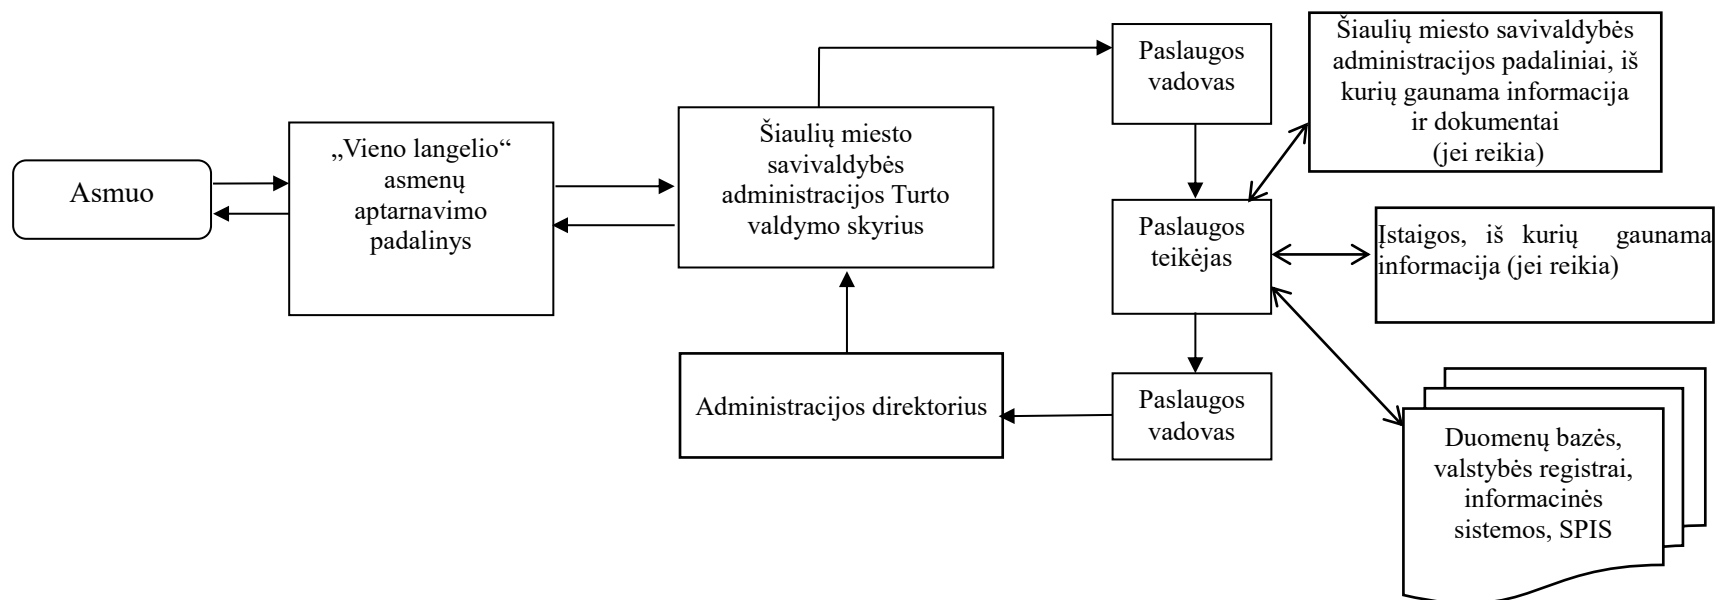 Asmuo
„Vieno langelio“
asmenų
aptarnavimo
padalinys
Šiaulių miesto
savivaldybės
administracijos Turto
valdymo skyrius
Paslaugos
vadovas
Šiaulių miesto savivaldybės
administracijos padaliniai, iš
kurių gaunama informacija
ir dokumentai
(jei reikia)
Paslaugos
teikėjas
Įstaigos, iš kurių gaunama
informacija (jei reikia)
Administracijos direktorius
Paslaugos
vadovas
Duomenų bazės,
valstybės registrai,
informacinės
sistemos, SPIS